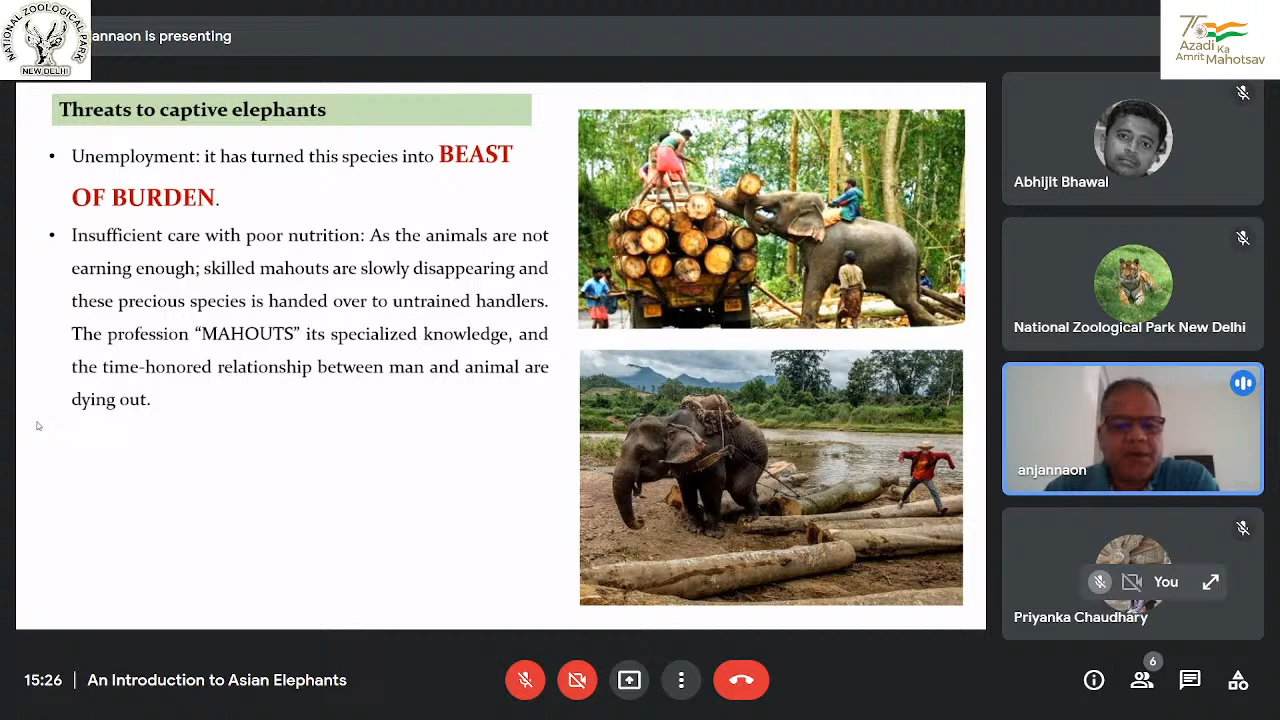 NATIONAL ZOOLOGICAL PARK
NEW DELHI
annaon is presenting
75
Azadi Ka
Amrit Mahotsav
Threats to captive elephants
• Unemployment: it has turned this species into BEAST
OF BURDEN.
• Insufficient care with poor nutrition: As the animals are not
earning enough; skilled mahouts are slowly disappearing and
these precious species is handed over to untrained handlers.
The profession “MAHOUTS” its specialized knowledge, and
the time-honored relationship between man and animal are
dying out.
Abhijit Bhawal
National Zoological Park New Delhi
anjannaon
You
Priyanka Chaudhary
15:26 | An Introduction to Asian Elephants
6